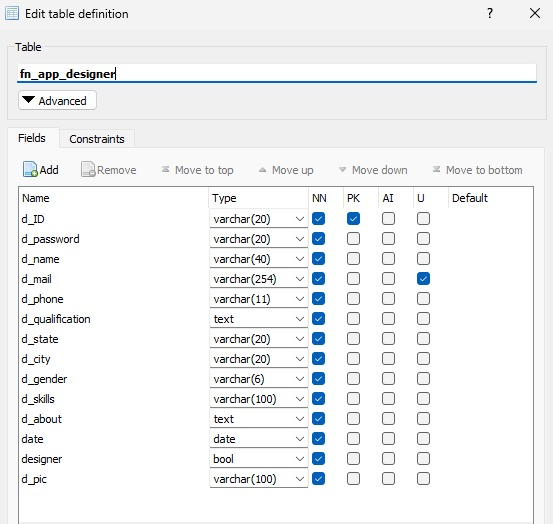 Edit table definition
?
Table
fn_app_designer
Advanced
Fields Constraints
Add Remove Move to top Move up Move down Move to bottom
Name Type NN PK AI U Default
d_ID varchar(20)
d_password varchar(20)
d_name varchar(40)
d_mail varchar(254)
d_phone varchar(11)
d_qualification text
d_state varchar(20)
d_city varchar(20)
d_gender varchar(6)
d_skills varchar(100)
d_about text
date date
designer bool
d_pic varchar(100)